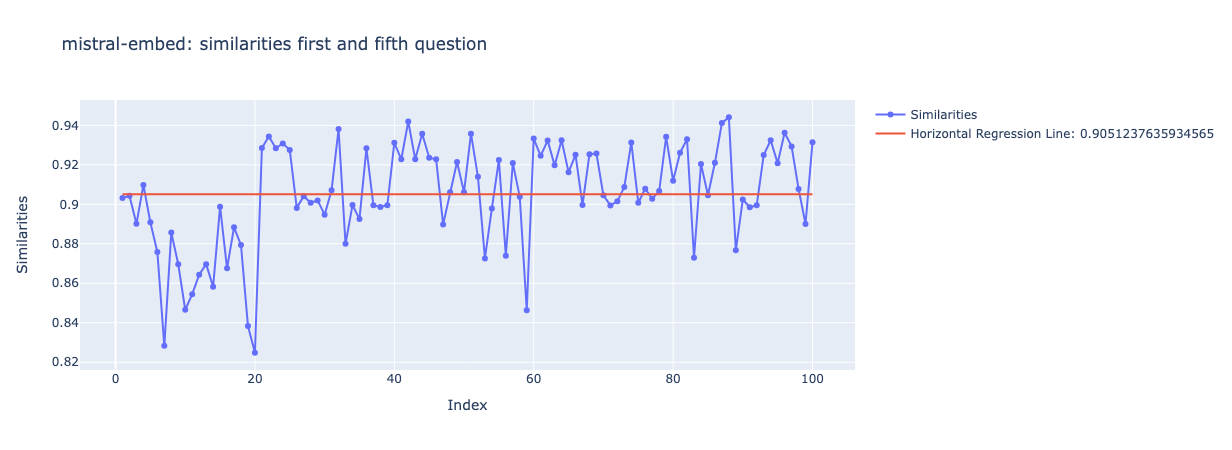 mistral-embed: similarities first and fifth question
Similarities
Horizontal Regression Line: 0.9051237635934565
0.94
0.92
0.9
0.88
0.86
0.84
0.82
Similarities
0 20 40 60 80 100
Index